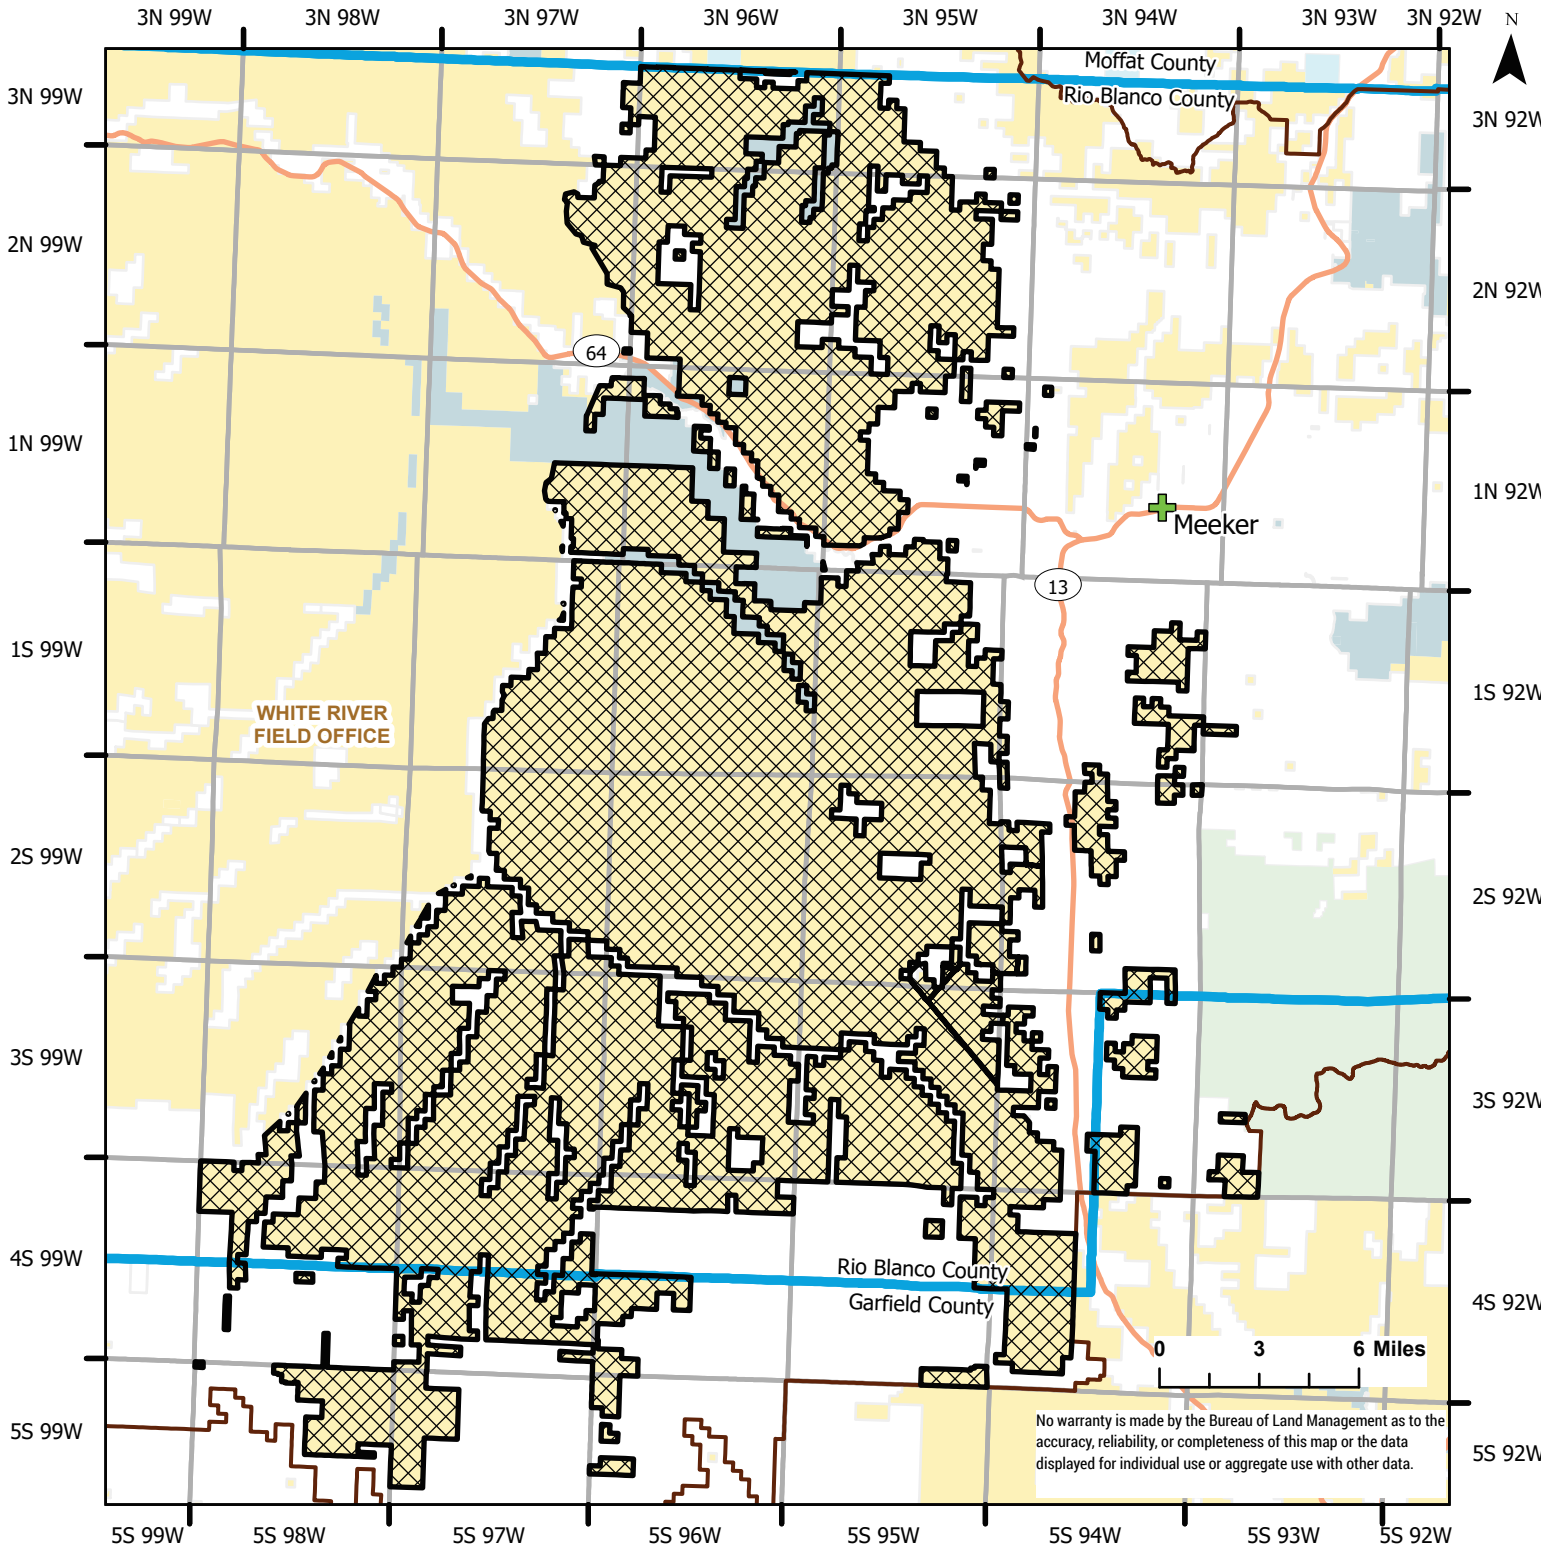 3N 99W
3N 98W
3N 97W
3N 96W
3N 95W
3N 94W
3N 93W
3N 92W
N
Moffat County
Rio Blanco County
3N 99W
3N 92W
2N 99W
2N 92W
64
1N 99W
1N 92W
Meeker
13
1S 99W
1S 92W
WHITE RIVER
FIELD OFFICE
2S 99W
2S 92W
3S 99W
3S 92W
4S 99W
Rio Blanco County
Garfield County
4S 92W
0 3 6 Miles
No warranty is made by the Bureau of Land Management as to the
accuracy, reliability, or completeness of this map or the data
displayed for individual use or aggregate use with other data.
5S 99W
5S 92W
5S 99W
5S 98W
5S 97W
5S 96W
5S 95W
5S 94W
5S 93W
5S 92W